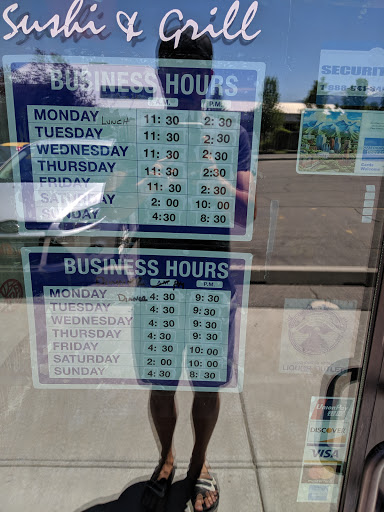 Sushi & Grill
BUSINESS HOURS
A.M. P.M.
MONDAY Lunch 11:30 2:30
TUESDAY 11:30 2:30
WEDNESDAY 11:30 2:30
THURSDAY 11:30 2:30
FRIDAY 11:30 2:30
SATURDAY 2:00 10:00
SUNDAY 4:30 8:30
BUSINESS HOURS
P.M.
MONDAY Dinner 4:30 9:30
TUESDAY 4:30 9:30
WEDNESDAY 4:30 9:30
THURSDAY 4:30 9:30
FRIDAY 4:30 10:00
SATURDAY 2:00 10:00
SUNDAY 4:30 8:30
SECURIT
UnionPay
DISCOVER
VISA